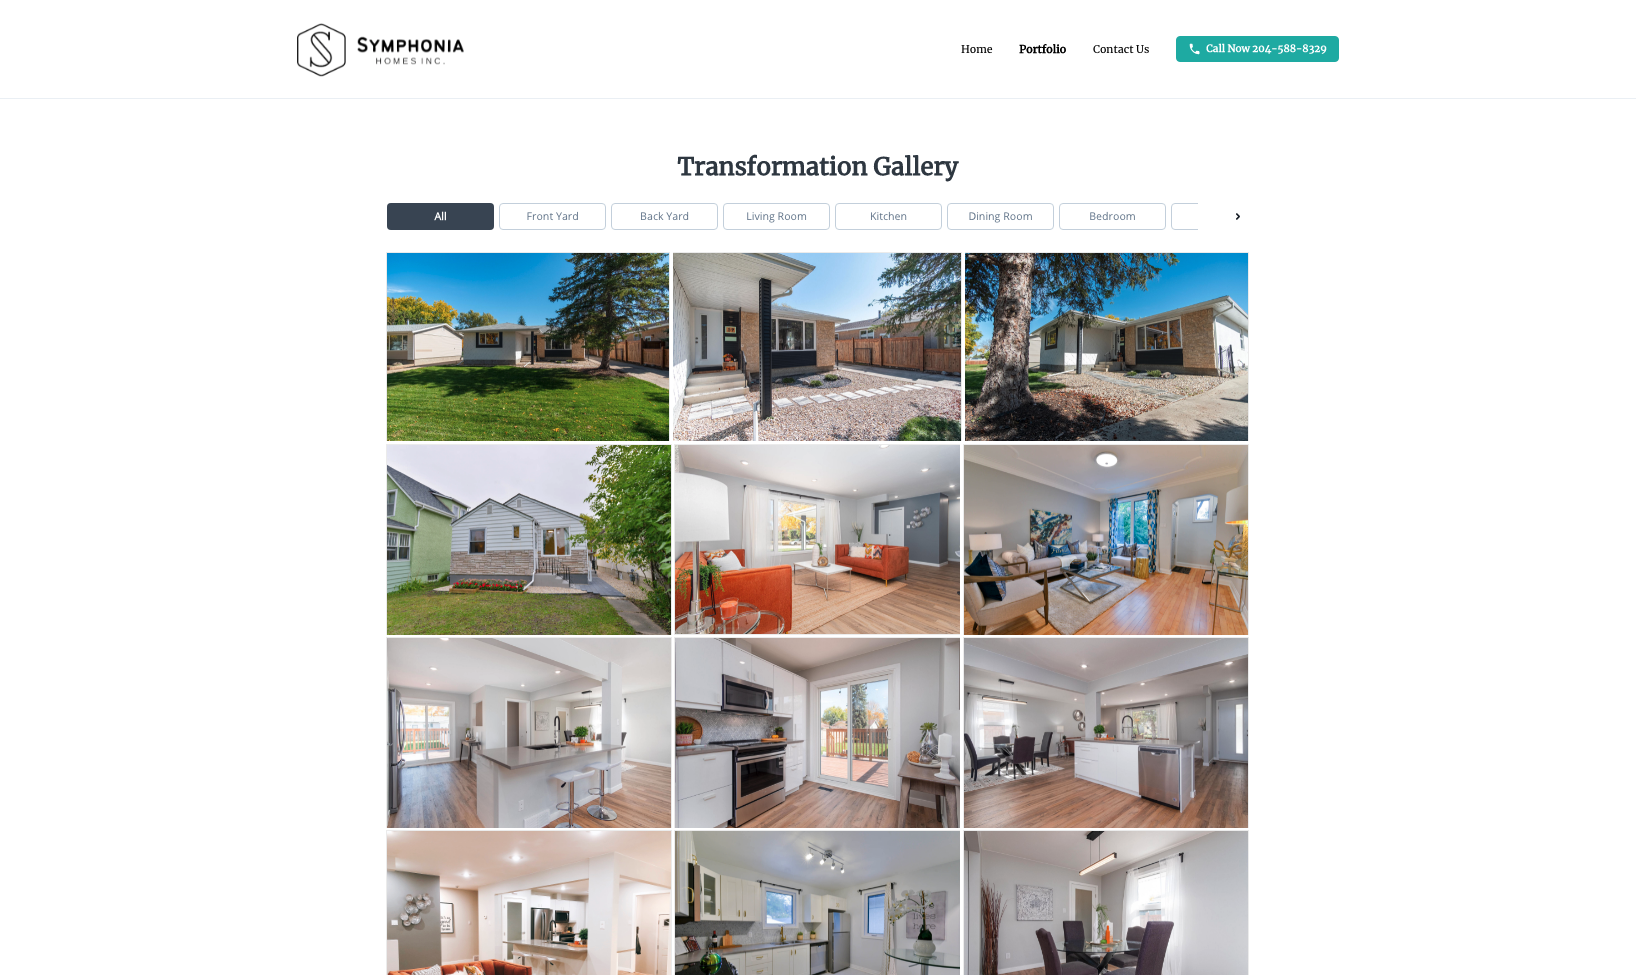 SYMPHONIA
HOMES INC.
Home
Portfolio
Contact Us
Call Now 204-588-8329
Transformation Gallery
All
Front Yard
Back Yard
Living Room
Kitchen
Dining Room
Bedroom